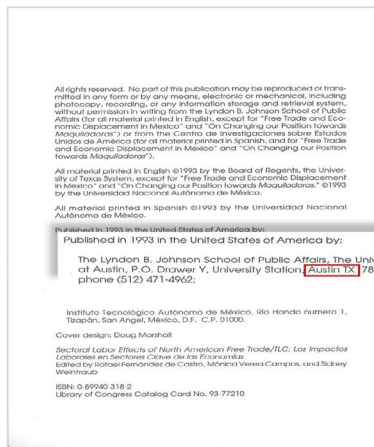 All rights reserved. No part of this publication may be reproduced or trans-
mitted in any form or by any means, electronic or mechanical, including
photocopy, recording, or any information storage and retrieval system,
without permission in writing from the Lyndon B. Johnson School of Public
Affairs (for all material printed in English, except for "Free Trade and Eco-
nomic Displacement in Mexico" and "On Changing our Position towards
Maquiladoras") or from the Centro de Investigaciones sobre Estados
Unidos de América (for all material printed in Spanish, and for "Free Trade
and Economic Displacement in Mexico" and "On Changing our Position
towards Maquiladoras").
All material printed in English ©1993 by the Board of Regents, the Univer-
sity of Texas System, except for "Free Trade and Economic Displacement
in Mexico" and "On Changing our Position towards Maquiladoras." ©1993
by the Universidad Nacional Autónoma de México.
All material printed in Spanish ©1993 by the Universidad Nacional
Autónoma de México.
Published in 1993 in the United States of America by:
Published in 1993 in the United States of America by:
The Lyndon B. Johnson School of Public Affairs, The Univ
at Austin, P.O. Drawer Y, University Station, Austin TX 78
phone (512) 471-4962;
Instituto Tecnológico Autónomo de México, Río Hondo numero 1,
Tizapán, San Angel, México, D.F. C.P. 01000.
Cover design: Doug Marshall
Sectoral Labor Effects of North American Free Trade/TLC: Los Impactos
Laborales en Sectores Clave de las Economías
Edited by Rafael Fernández de Castro, Mónica Verea Campos, and Sidney
Weintraub
ISBN: 0-89940-318-2
Library of Congress Catalog Card No. 93-77210